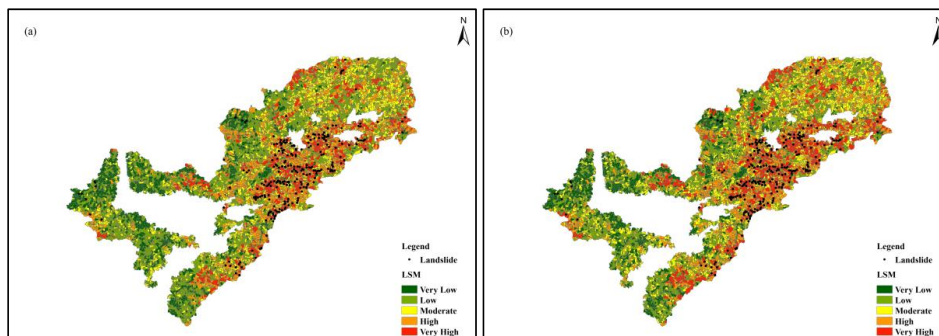 (a)
N
Legend
Landslide
LSM
Very Low
Low
Moderate
High
Very High
(b)
N
Legend
Landslide
LSM
Very Low
Low
Moderate
High
Very High